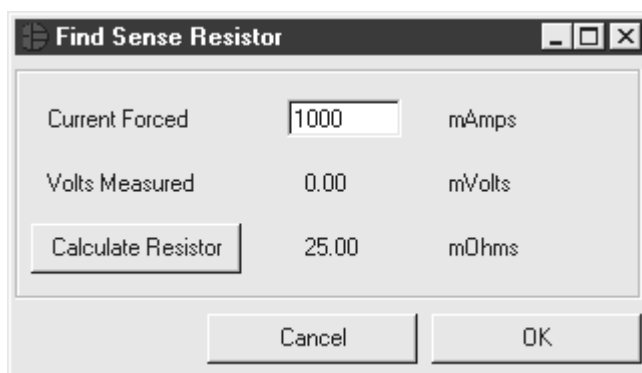 Find Sense Resistor
Current Forced 1000 mAmps
Volts Measured 0.00 mVolts
Calculate Resistor 25.00 mOhms
Cancel OK